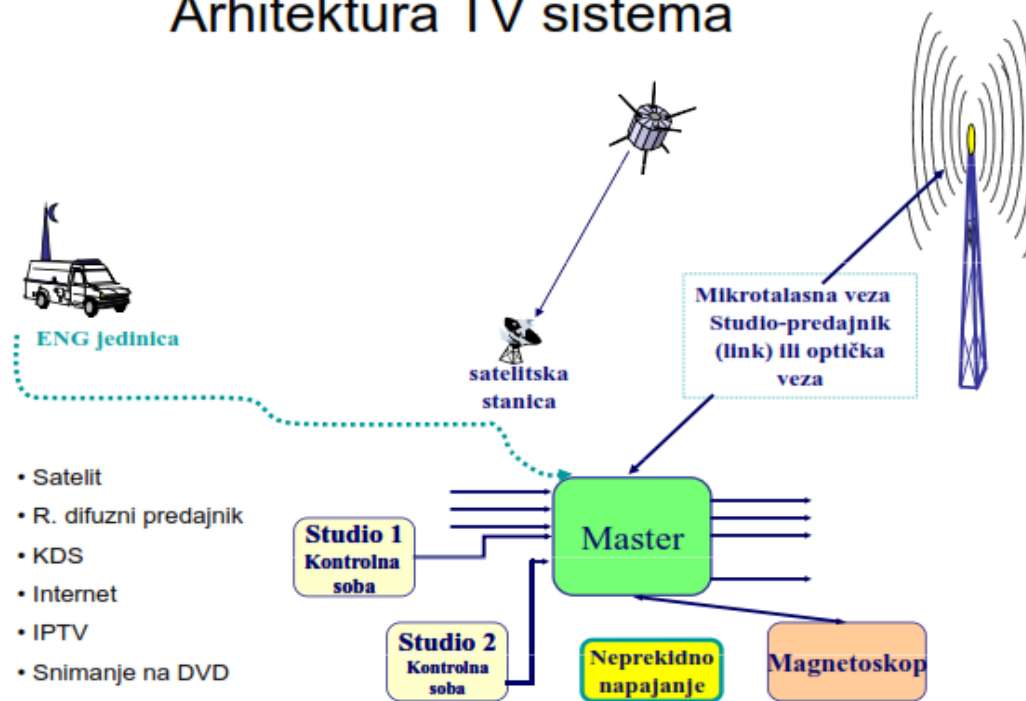 Arhitektura TV sistema
ENG jedinica
satelitska
stanica
Mikrotalasna veza
Studio-predajnik
(link) ili optička
veza
• Satelit
• R. difuzni predajnik
• KDS
• Internet
• IPTV
• Snimanje na DVD
Studio 1
Kontrolna
soba
Studio 2
Kontrolna
soba
Master
Neprekidno
napajanje
Magnetoskop